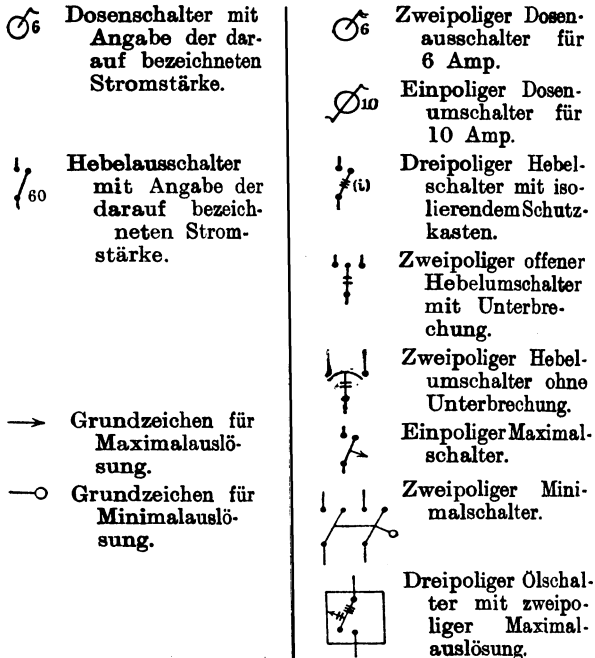 6 Dosenschalter mit
Angabe der dar-
auf bezeichneten
Stromstärke.
60 Hebelausschalter
mit Angabe der
darauf bezeich-
neten Strom-
stärke.
Grundzeichen für
Maximalauslö-
sung.
Grundzeichen für
Minimalauslö-
sung.
6 Zweipoliger Dosen-
ausschalter für
6 Amp.
10 Einpoliger Dosen-
umschalter für
10 Amp.
(i) Dreipoliger Hebel-
schalter mit iso-
lierendem Schutz-
kasten.
Zweipoliger offener
Hebelumschalter
mit Unterbre-
chung.
Zweipoliger Hebel-
umschalter ohne
Unterbrechung.
Einpoliger Maximal-
schalter.
Zweipoliger Mini-
malschalter.
Dreipoliger Ölschal-
ter mit zweipo-
liger Maximal-
auslösung.